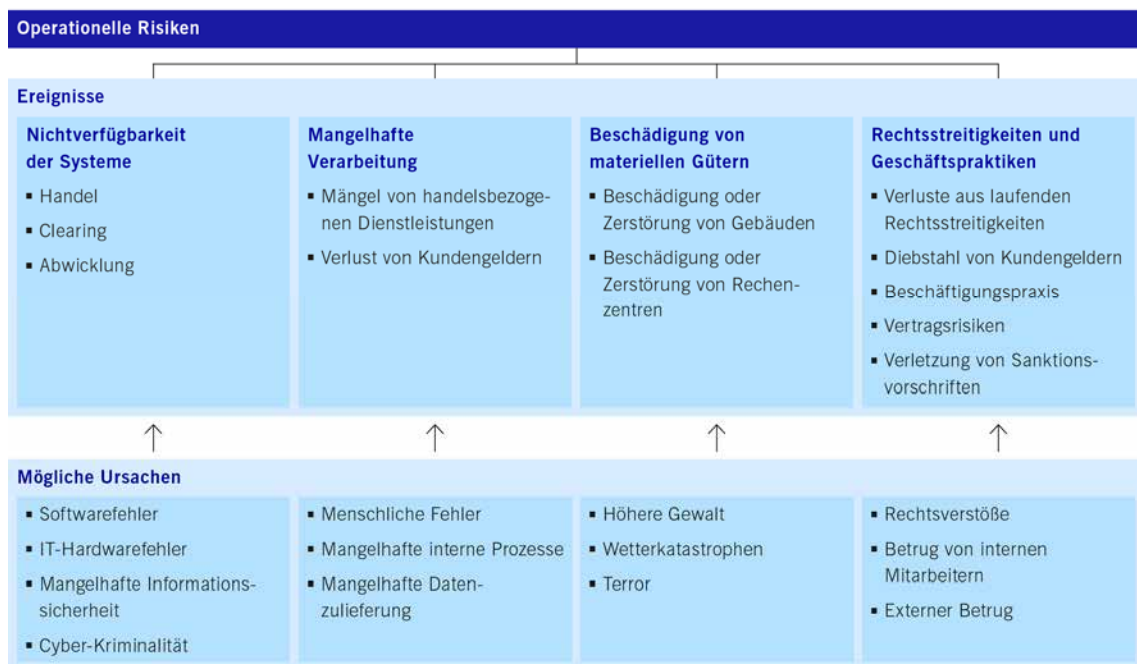 Operationelle Risiken
Ereignisse
Nichtverfügbarkeit
der Systeme
▪ Handel
▪ Clearing
▪ Abwicklung
Mangelhafte
Verarbeitung
▪ Mängel von handelsbezoge-
nen Dienstleistungen
▪ Verlust von Kundengeldern
Beschädigung von
materiellen Gütern
▪ Beschädigung oder
Zerstörung von Gebäuden
▪ Beschädigung oder
Zerstörung von Rechen-
zentren
Rechtsstreitigkeiten und
Geschäftspraktiken
▪ Verluste aus laufenden
Rechtsstreitigkeiten
▪ Diebstahl von Kundengeldern
▪ Beschäftigungspraxis
▪ Vertragsrisiken
▪ Verletzung von Sanktions-
vorschriften
Mögliche Ursachen
▪ Softwarefehler
▪ IT-Hardwarefehler
▪ Mangelhafte Informations-
sicherheit
▪ Cyber-Kriminalität
▪ Menschliche Fehler
▪ Mangelhafte interne Prozesse
▪ Mangelhafte Daten-
zulieferung
▪ Höhere Gewalt
▪ Wetterkatastrophen
▪ Terror
▪ Rechtsverstöße
▪ Betrug von internen
Mitarbeitern
▪ Externer Betrug